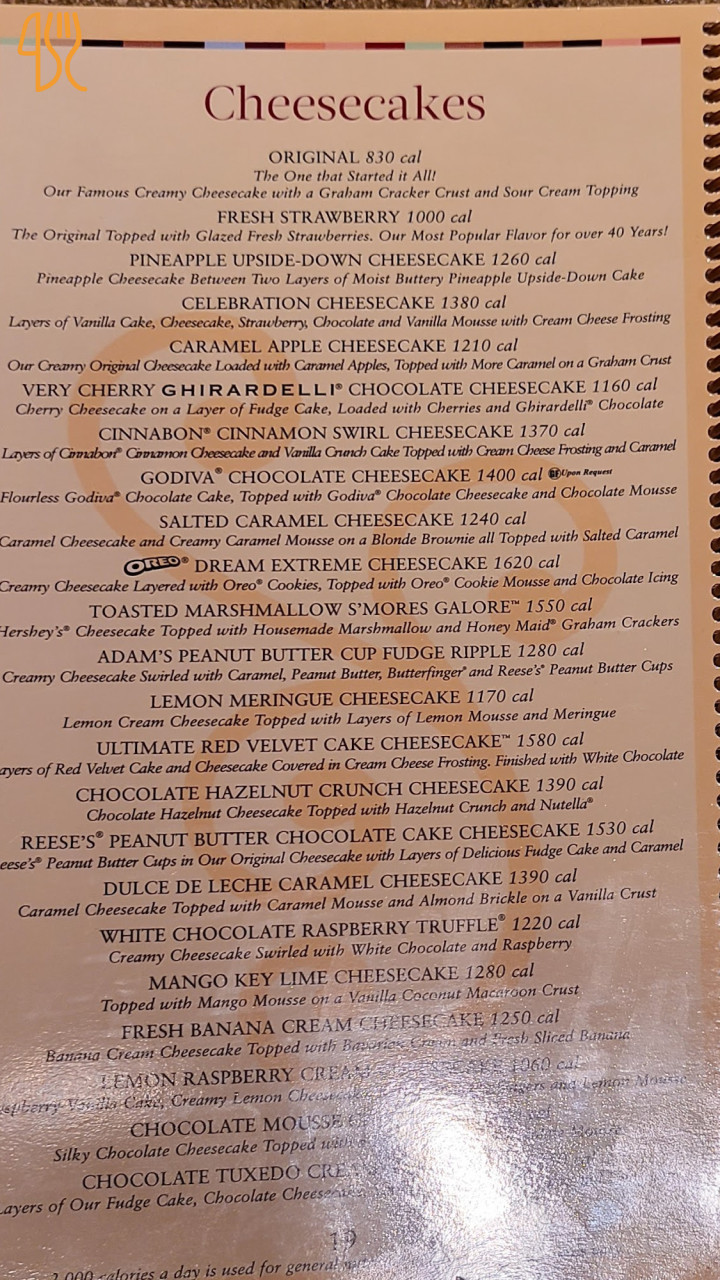 Cheesecakes
ORIGINAL 830 cal
The One that Started it All!
Our Famous Creamy Cheesecake with a Graham Cracker Crust and Sour Cream Topping
FRESH STRAWBERRY 1000 cal
The Original Topped with Glazed Fresh Strawberries. Our Most Popular Flavor for over 40 Years!
PINEAPPLE UPSIDE-DOWN CHEESECAKE 1260 cal
Pineapple Cheesecake Between Two Layers of Moist Buttery Pineapple Upside-Down Cake
CELEBRATION CHEESECAKE 1380 cal
Layers of Vanilla Cake, Cheesecake, Strawberry, Chocolate and Vanilla Mousse with Cream Cheese Frosting
CARAMEL APPLE CHEESECAKE 1210 cal
Our Creamy Original Cheesecake Loaded with Caramel Apples, Topped with More Caramel on a Graham Crust
VERY CHERRY GHIRARDELLI® CHOCOLATE CHEESECAKE 1160 cal
Cherry Cheesecake on a Layer of Fudge Cake, Loaded with Cherries and Ghirardelli® Chocolate
CINNABON® CINNAMON SWIRL CHEESECAKE 1370 cal
Layers of Cinnabon® Cinnamon Cheesecake and Vanilla Crunch Cake Topped with Cream Cheese Frosting and Caramel
GODIVA® CHOCOLATE CHEESECAKE 1400 cal Upon Request
Flourless Godiva® Chocolate Cake, Topped with Godiva® Chocolate Cheesecake and Chocolate Mousse
SALTED CARAMEL CHEESECAKE 1240 cal
Caramel Cheesecake and Creamy Caramel Mousse on a Blonde Brownie all Topped with Salted Caramel
OREO® DREAM EXTREME CHEESECAKE 1620 cal
Creamy Cheesecake Layered with Oreo® Cookies, Topped with Oreo® Cookie Mousse and Chocolate Icing
TOASTED MARSHMALLOW S'MORES GALORE™ 1550 cal
Hershey's® Cheesecake Topped with Housemade Marshmallow and Honey Maid® Graham Crackers
ADAM'S PEANUT BUTTER CUP FUDGE RIPPLE 1280 cal
Creamy Cheesecake Swirled with Caramel, Peanut Butter, Butterfinger® and Reese's® Peanut Butter Cups
LEMON MERINGUE CHEESECAKE 1170 cal
Lemon Cream Cheesecake Topped with Layers of Lemon Mousse and Meringue
ULTIMATE RED VELVET CAKE CHEESECAKE™ 1580 cal
ayers of Red Velvet Cake and Cheesecake Covered in Cream Cheese Frosting. Finished with White Chocolate
CHOCOLATE HAZELNUT CRUNCH CHEESECAKE 1390 cal
Chocolate Hazelnut Cheesecake Topped with Hazelnut Crunch and Nutella®
REESE'S® PEANUT BUTTER CHOCOLATE CAKE CHEESECAKE 1530 cal
eese's® Peanut Butter Cups in Our Original Cheesecake with Layers of Delicious Fudge Cake and Caramel
DULCE DE LECHE CARAMEL CHEESECAKE 1390 cal
Caramel Cheesecake Topped with Caramel Mousse and Almond Brickle on a Vanilla Crust
WHITE CHOCOLATE RASPBERRY TRUFFLE® 1220 cal
Creamy Cheesecake Swirled with White Chocolate and Raspberry
MANGO KEY LIME CHEESECAKE 1280 cal
Topped with Mango Mousse on a Vanilla Coconut Macaroon Crust
FRESH BANANA CREAM CHEESECAKE 1250 cal
Banana Cream Cheesecake Topped with Bavarian Cream and Fresh Sliced Banana
LEMON RASPBERRY CREAM CHEESECAKE 1060 cal
spberry Vanilla Cake, Creamy Lemon Cheesecake and Lemon Mousse
CHOCOLATE MOUSSE cal
Silky Chocolate Cheesecake Topped with Mousse
CHOCOLATE TUXEDO
Layers of Our Fudge Cake, Chocolate
19
2,000 calories a day is used for general